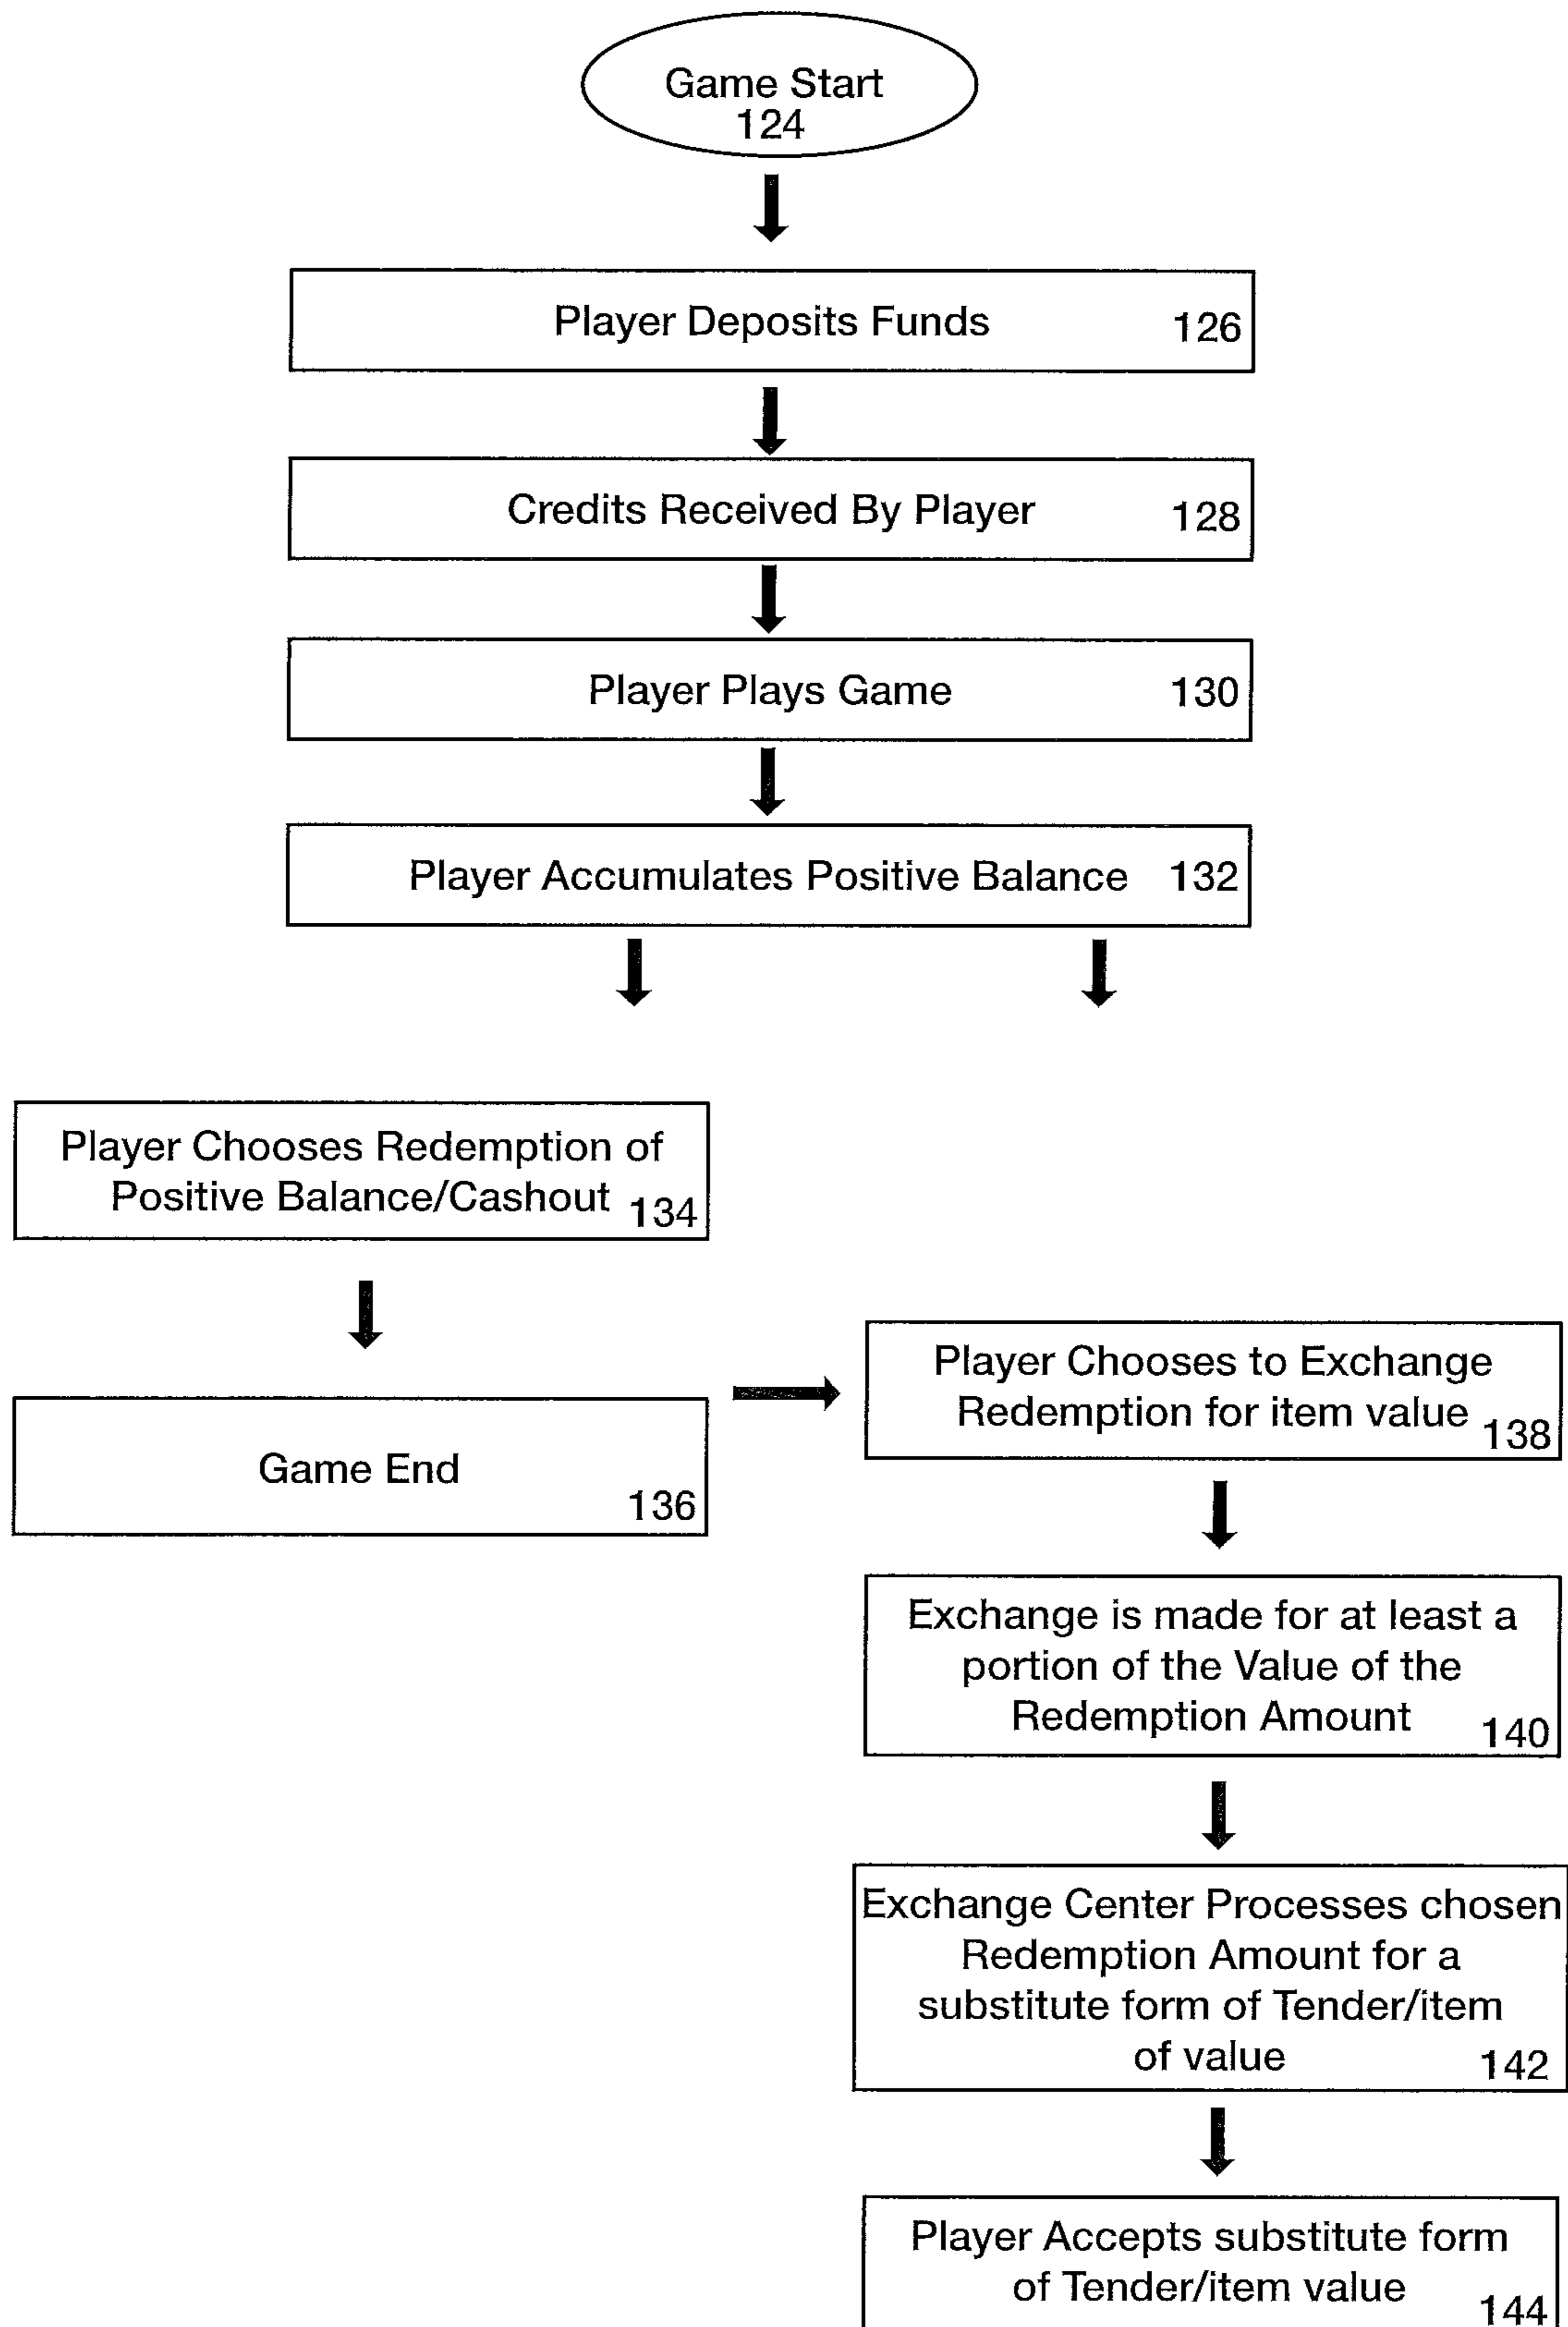 Game Start
124
Player Deposits Funds 126
Credits Received By Player 128
Player Plays Game 130
Player Accumulates Positive Balance 132
Player Chooses Redemption of
Positive Balance/Cashout 134
Game End
136
Player Chooses to Exchange
Redemption for item value 138
Exchange is made for at least a
portion of the Value of the
Redemption Amount 140
Exchange Center Processes chosen
Redemption Amount for a
substitute form of Tender/item
of value 142
Player Accepts substitute form
of Tender/item value
144